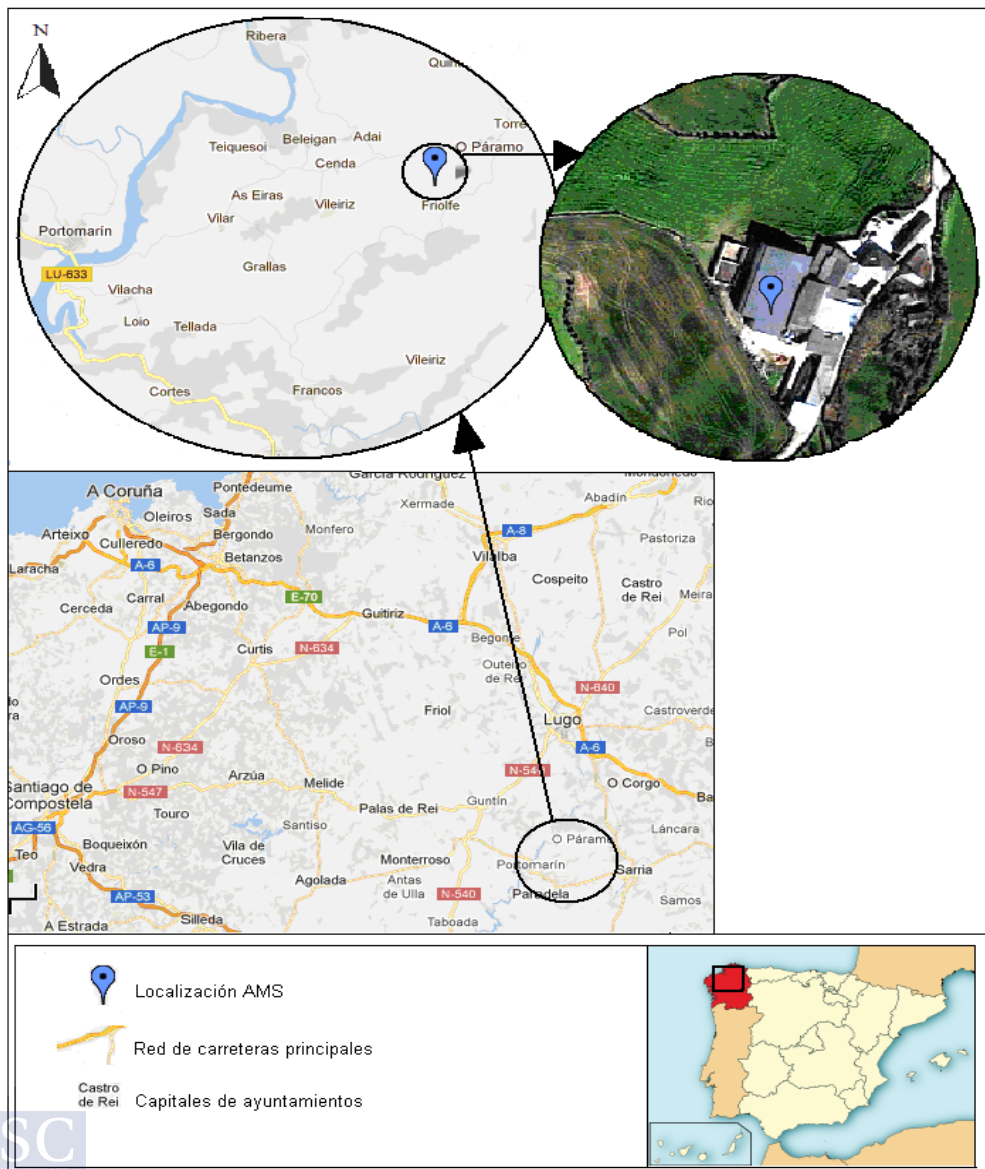 N
Ribera
Quin
Torre
Beleigan
Adai
Teiquesoi
O Páramo
Cenda
As Eiras
Vileiriz
Friolfe
Vilar
Portomarín
Grallas
LU-633
Vilacha
Loio
Tellada
Vileiriz
Cortes
Francos
García Rodríguez
Mondoñedo
A Coruña
Pontedeume
Xermade
Abadín
Rio
Oleiros
Sada
Monfero
A-8
Arteixo
Culleredo
Bergondo
Pastoriza
Betanzos
Vilalba
Laracha
A-6
Cospeito
Castro
de Rei
Meira
Cerceda
Carral
Abegondo
E-70
Guitiriz
A-6
AP-9
Begonte
Pol
E-1
Curtis
N-634
Outeiro
de Rei
Ordes
N-640
AP-9
Friol
Lugo
Castroverde
Oroso
N-634
A-6
O Pino
Arzúa
Melide
N-540
O Corgo
Santiago de
Compostela
N-547
Ba
Touro
Palas de Rei
Guntín
AG-56
Santiso
Láncara
Teo
Boqueixón
Vila de
Cruces
O Páramo
Vedra
Monterroso
Portomarín
Sarria
Agolada
Antas
de Ulla
AP-53
N-540
Paradela
Samos
A Estrada
Silleda
Taboada
Localización AMS
Red de carreteras principales
Castro
de Rei
Capitales de ayuntamientos
SC